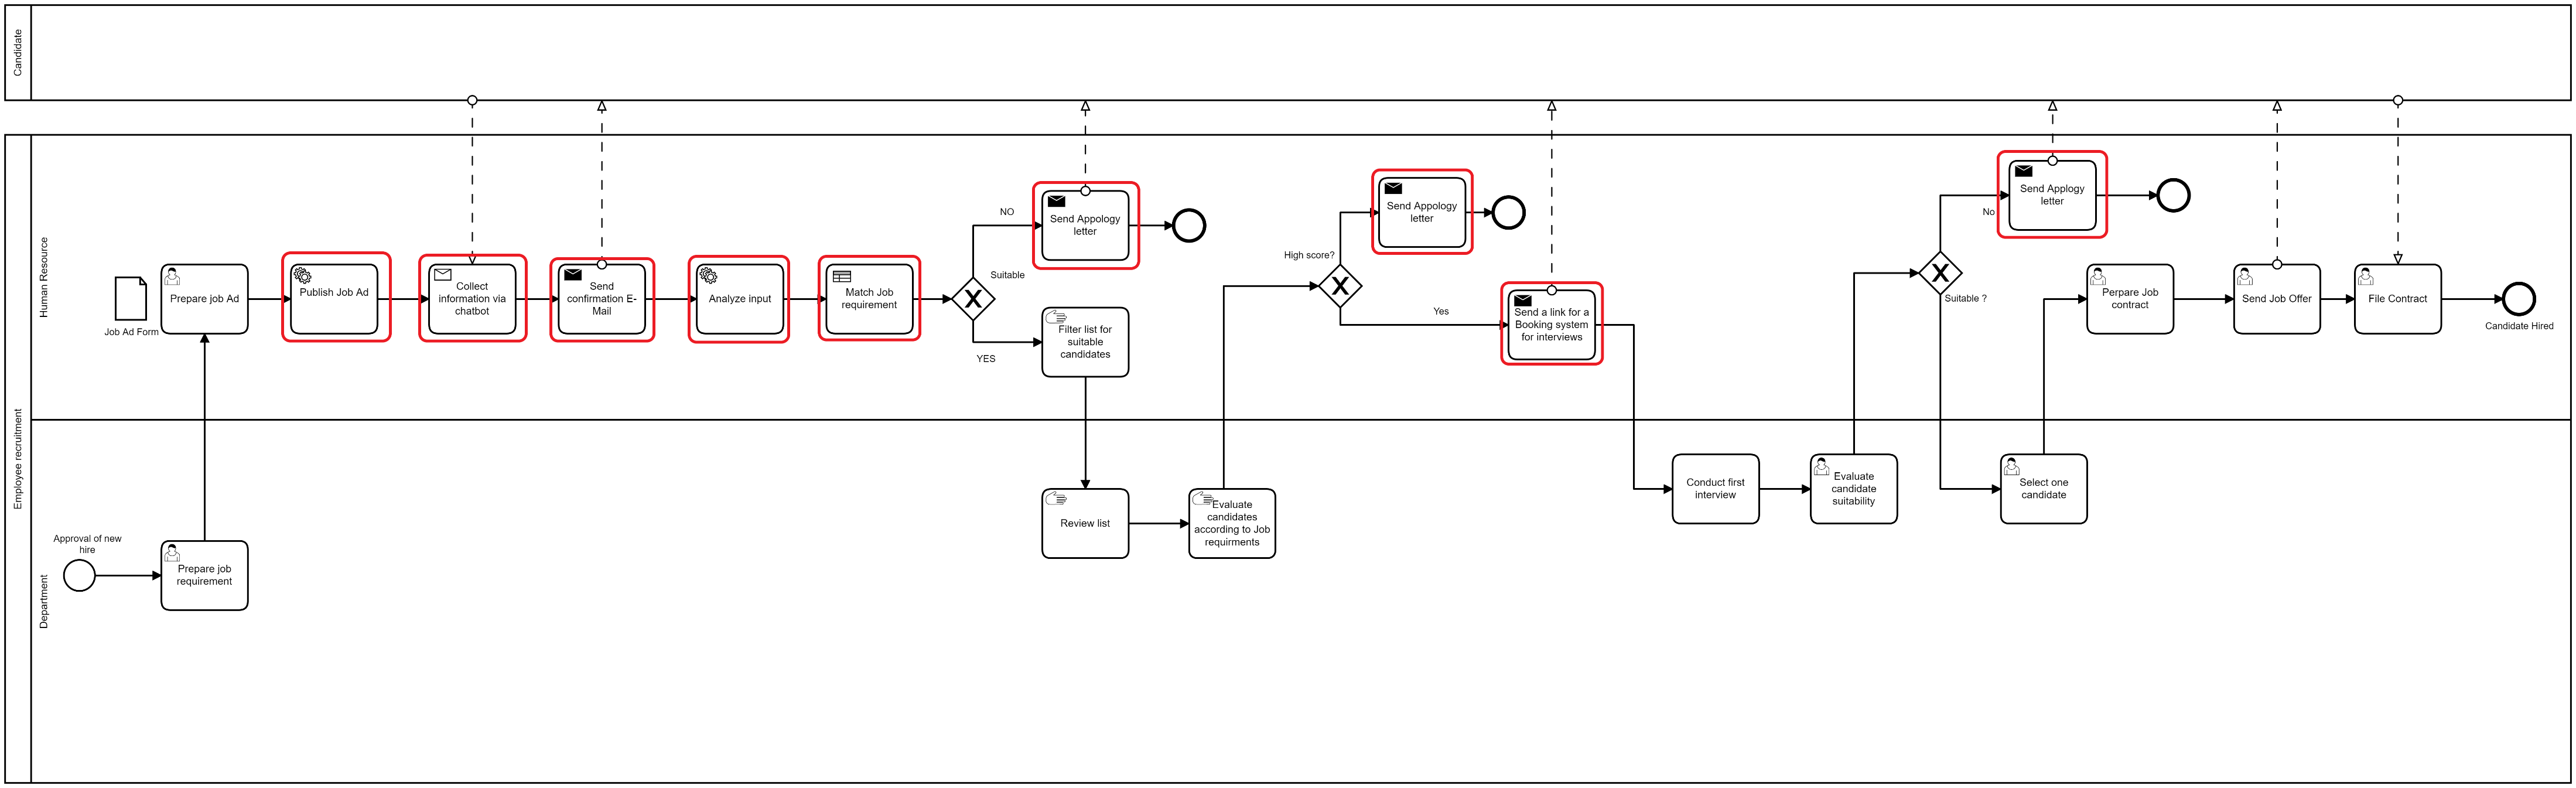 Candidate
Employee recruitment
Human Resource
Department
Job Ad Form
Prepare job Ad
Publish Job Ad
Collect
information via
chatbot
Send
confirmation E-
Mail
Analyze input
Match Job
requirement
Suitable
NO
YES
Send Appology
letter
Filter list for
suitable
candidates
High score?
Send Appology
letter
Yes
Send a link for a
Booking system
for interviews
No
Suitable ?
Send Applogy
letter
Perpare Job
contract
Send Job Offer
File Contract
Candidate Hired
Approval of new
hire
Prepare job
requirement
Review list
Evaluate
candidates
according to Job
requirments
Conduct first
interview
Evaluate
candidate
suitability
Select one
candidate